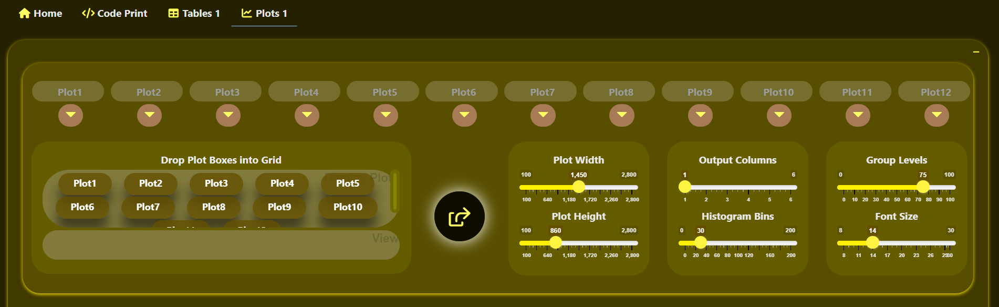 Home Code Print Tables 1 Plots 1
Plot1 Plot2 Plot3 Plot4 Plot5 Plot6 Plot7 Plot8 Plot9 Plot10 Plot11 Plot12
Drop Plot Boxes into Grid
Display Plot
Plot1 Plot2 Plot3 Plot4 Plot5
Plot6 Plot7 Plot8 Plot9 Plot10
View
Plot Width
100 1,450 2,800
100 640 1,180 1,720 2,260 2,800
Plot Height
100 860 2,800
100 640 1,180 1,720 2,260 2,800
Output Columns
1 6
1 2 3 4 5 6
Histogram Bins
0 30 200
0 20 40 60 80 100 120 160 200
Group Levels
0 75 100
0 10 20 30 40 50 60 70 80 90 100
Font Size
8 14 30
8 11 14 17 20 23 26 29 30